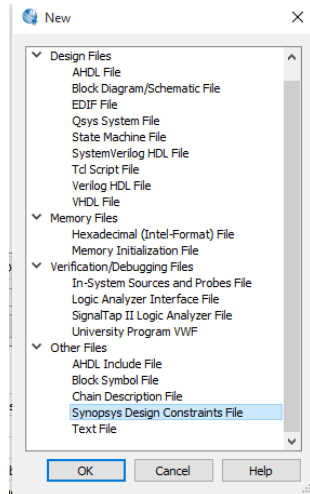 New
Design Files
AHDL File
Block Diagram/Schematic File
EDIF File
Qsys System File
State Machine File
SystemVerilog HDL File
Tcl Script File
Verilog HDL File
VHDL File
Memory Files
Hexadecimal (Intel-Format) File
Memory Initialization File
Verification/Debugging Files
In-System Sources and Probes File
Logic Analyzer Interface File
SignalTap II Logic Analyzer File
University Program VWF
Other Files
AHDL Include File
Block Symbol File
Chain Description File
Synopsys Design Constraints File
Text File
OK Cancel Help